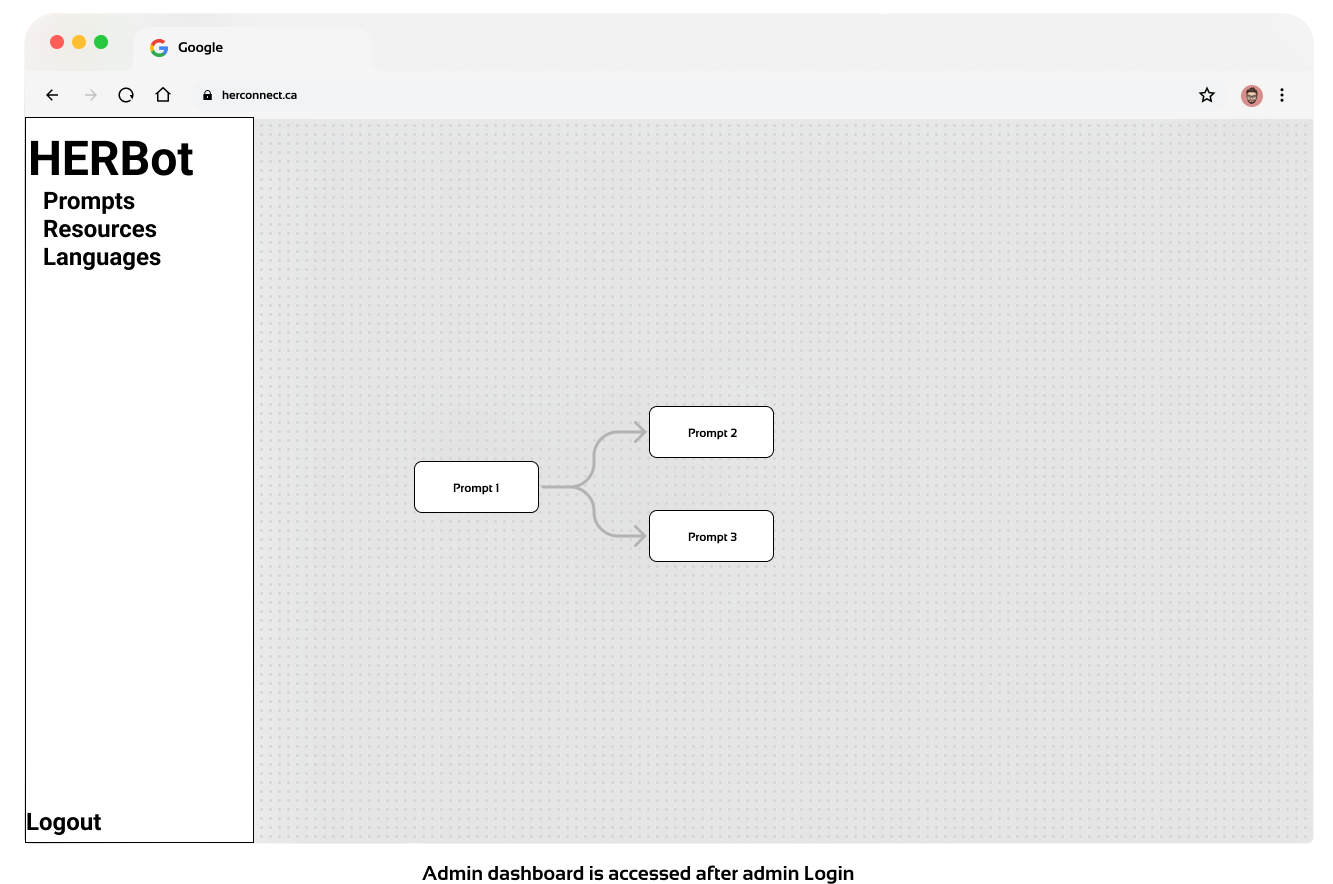 Google
herconnect.ca
HERBot
Prompts
Resources
Languages
Prompt 2
Prompt 1
Prompt 3
Logout
Admin dashboard is accessed after admin Login